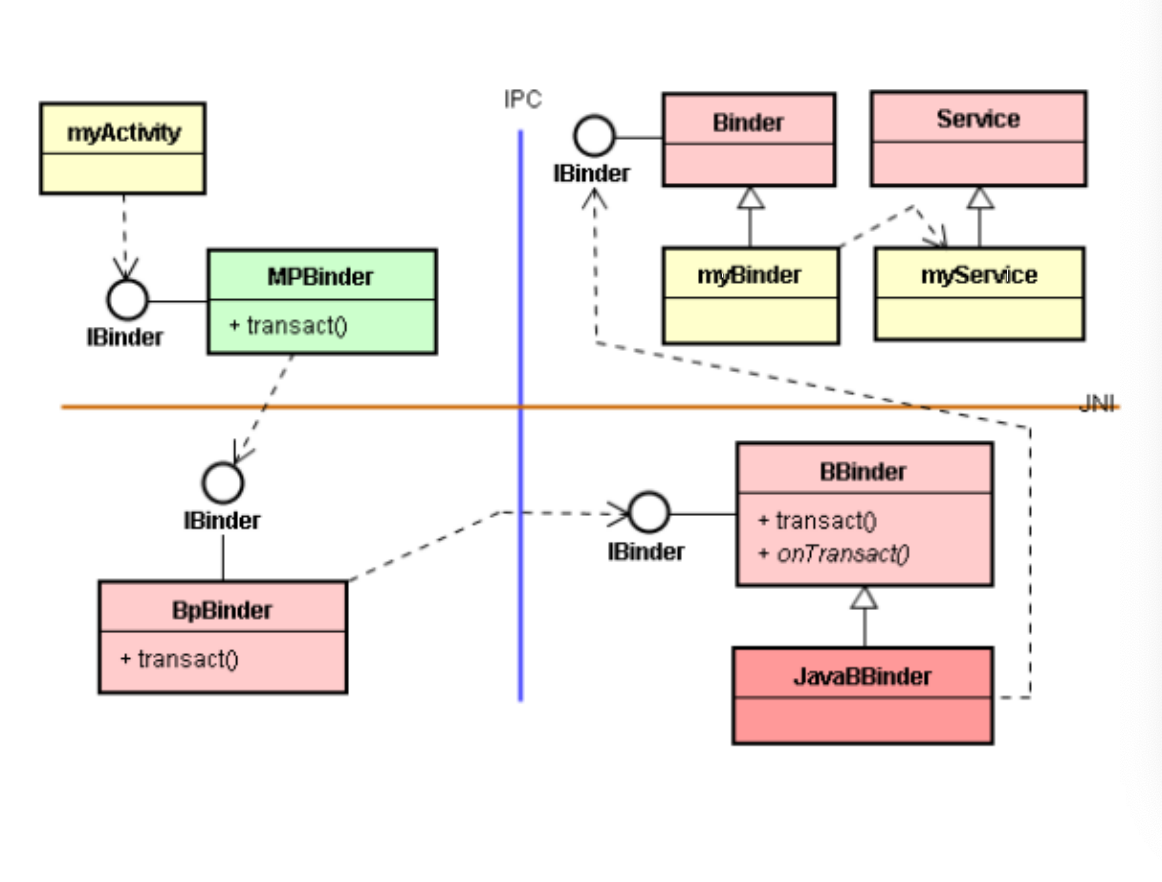 IPC
myActivity
IBinder
MPBinder
+ transact()
IBinder
Binder
Service
myBinder
myService
JNI
IBinder
BpBinder
+ transact()
IBinder
BBinder
+ transact()
+ onTransact()
JavaBBinder